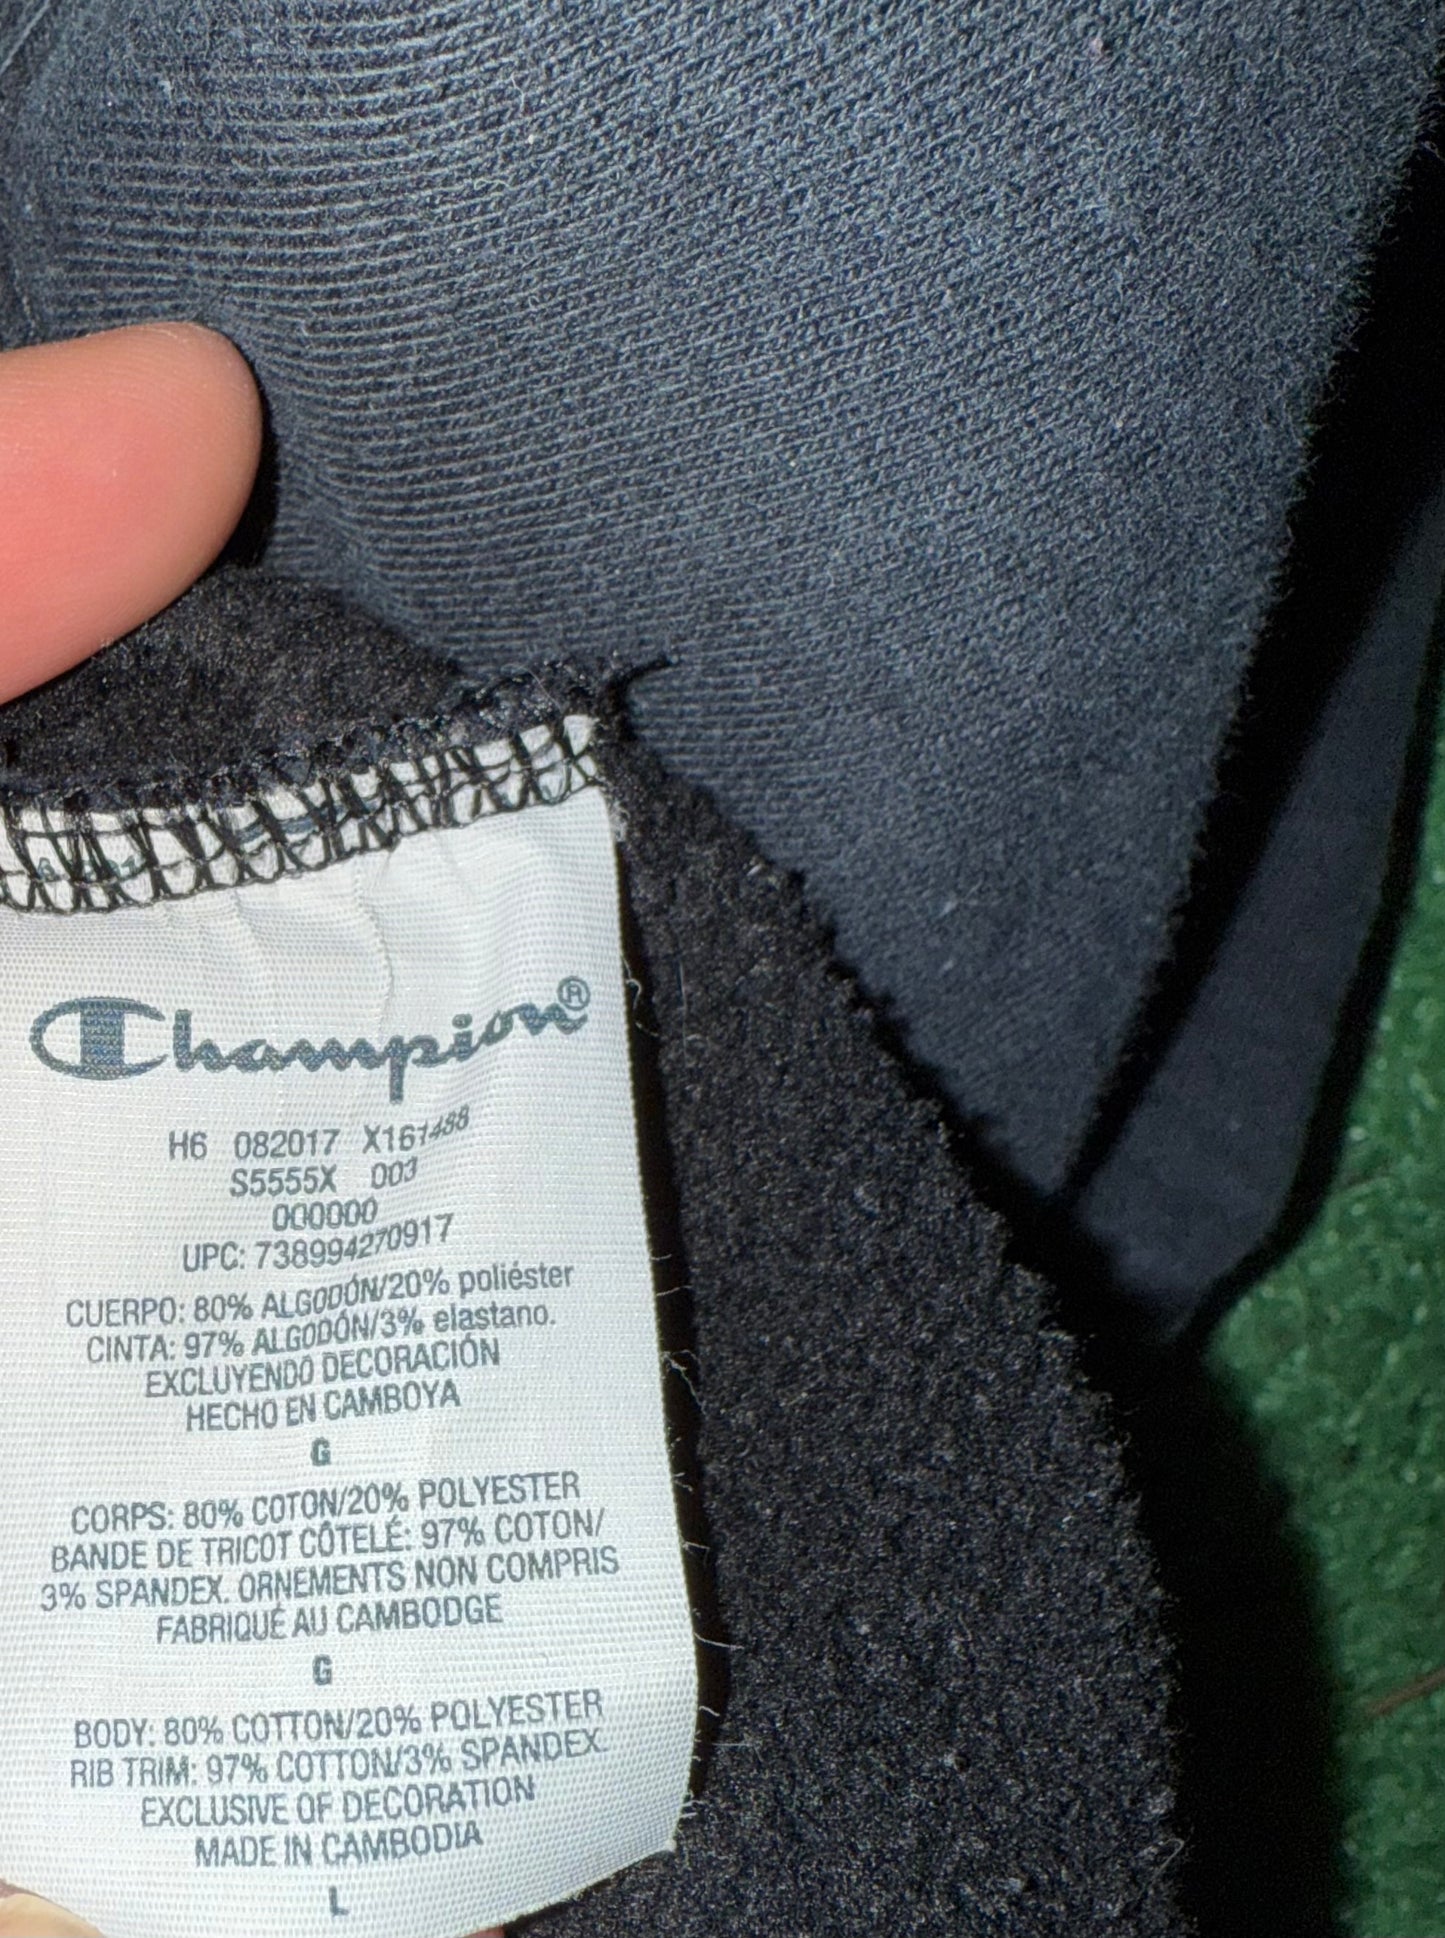 Champion®
H6 082017 X161488
S5555X 003
000000
UPC: 738994270917
CUERPO: 80% ALGODÓN/20% poliéster
CINTA: 97% ALGODÓN/3% elastano.
EXCLUYENDO DECORACIÓN
HECHO EN CAMBOYA
G
CORPS: 80% COTON/20% POLYESTER
BANDE DE TRICOT CÔTELÉ: 97% COTON/
3% SPANDEX. ORNEMENTS NON COMPRIS
FABRIQUÉ AU CAMBODGE
G
BODY: 80% COTTON/20% POLYESTER
RIB TRIM: 97% COTTON/3% SPANDEX.
EXCLUSIVE OF DECORATION
MADE IN CAMBODIA
L